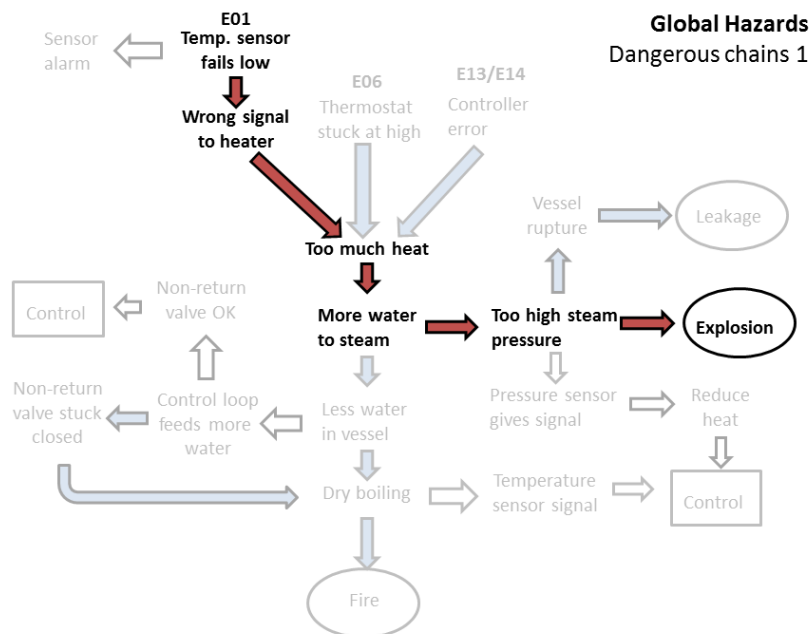 Global Hazards
Dangerous chains 1
E01
Temp. sensor
fails low
Sensor
alarm
Wrong signal
to heater
E06
Thermostat
stuck at high
E13/E14
Controller
error
Too much heat
Vessel
rupture
Leakage
Control
Non-return
valve OK
More water
to steam
Too high steam
pressure
Explosion
Non-return
valve stuck
closed
Control loop
feeds more
water
Less water
in vessel
Pressure sensor
gives signal
Reduce
heat
Dry boiling
Temperature
sensor signal
Control
Fire